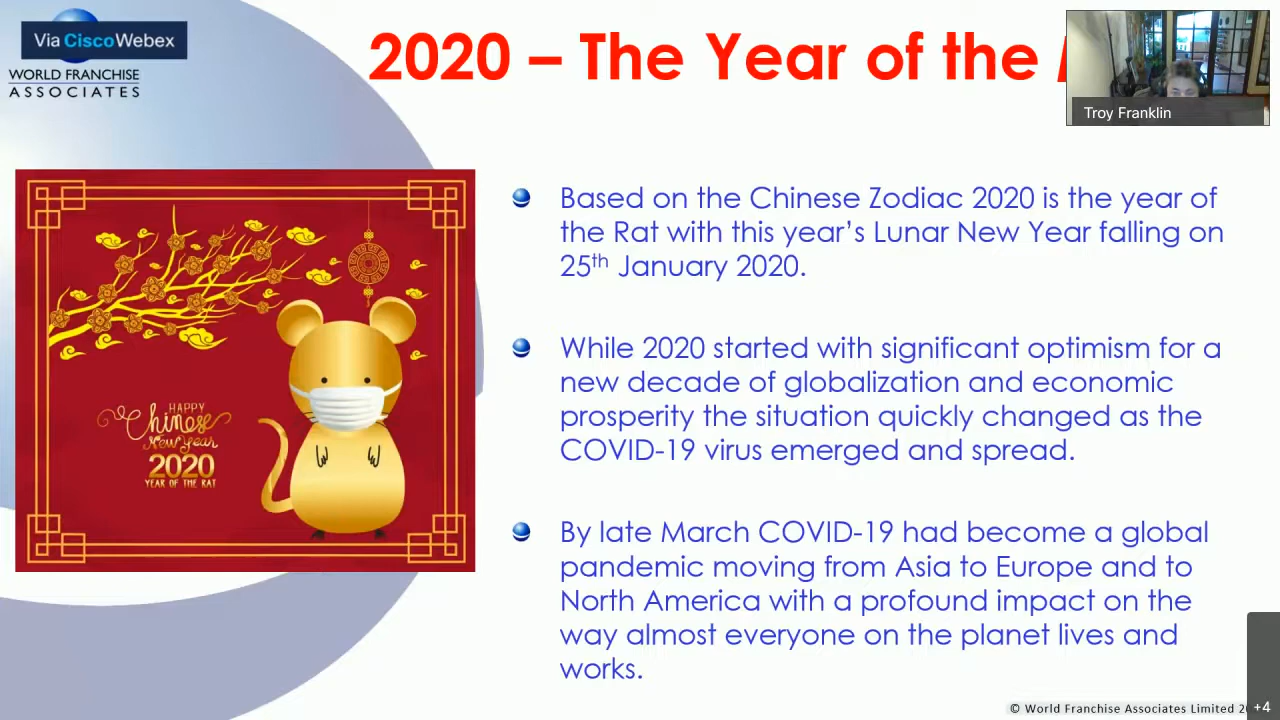 Via CiscoWebex
WORLD FRANCHISE
ASSOCIATES
2020 – The Year of the
Troy Franklin
HAPPY
Chinese
New Year
2020
YEAR OF THE RAT
Based on the Chinese Zodiac 2020 is the year of
the Rat with this year’s Lunar New Year falling on
25th January 2020.
While 2020 started with significant optimism for a
new decade of globalization and economic
prosperity the situation quickly changed as the
COVID-19 virus emerged and spread.
By late March COVID-19 had become a global
pandemic moving from Asia to Europe and to
North America with a profound impact on the
way almost everyone on the planet lives and
works.
© World Franchise Associates Limited
+4